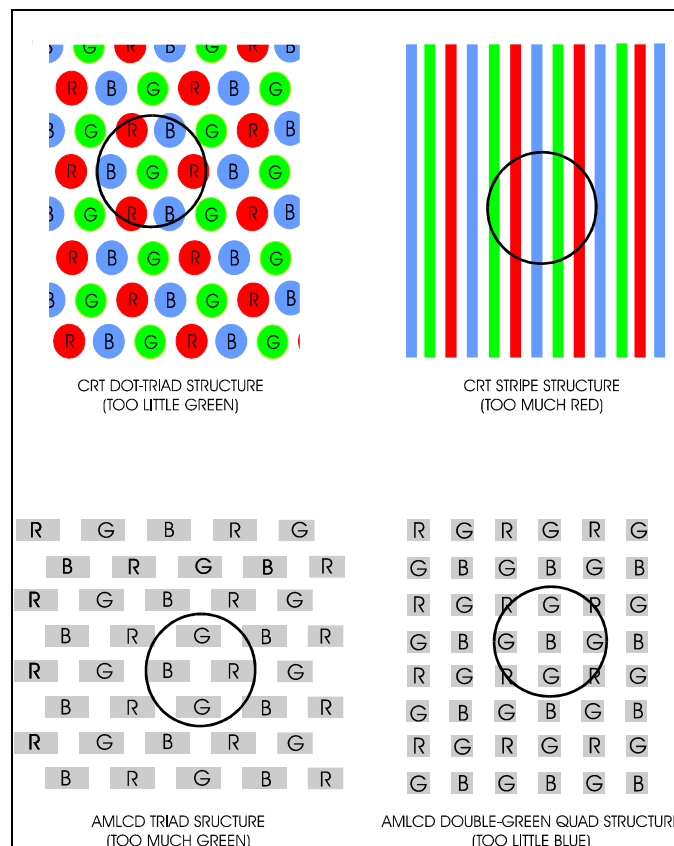 G R B G R B
R B G R B G
B G R B G R B
R B G R B G
B G R B G R B
R B G R B G
B G R B G R B
R B G R B G
CRT DOT-TRIAD STRUCTURE
(TOO LITTLE GREEN)
CRT STRIPE STRUCTURE
(TOO MUCH RED)
R G B R G
B R G B R
R G B R G
B R G B R
R G B R G
B R G B R
R G B R G
B R G B R
AMLCD TRIAD SRUCTURE
(TOO MUCH GREEN)
R G R G R G
G B G B G B
R G R G R G
G B G B G B
R G R G R G
G B G B G B
R G R G R G
G B G B G B
AMLCD DOUBLE-GREEN QUAD STRUCTURE
(TOO LITTLE BLUE)